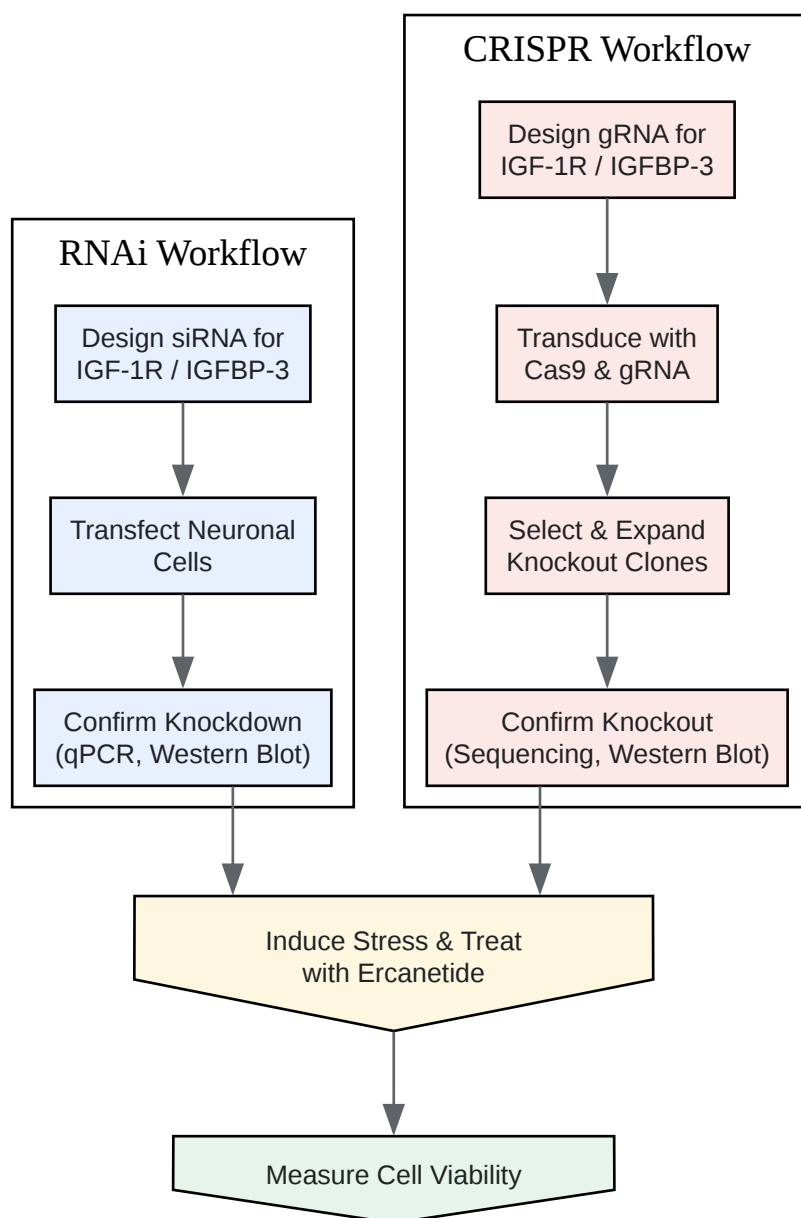 RNAi Workflow
Design siRNA for
IGF-1R / IGFBP-3
Transfect Neuronal
Cells
Confirm Knockdown
(qPCR, Western Blot)
CRISPR Workflow
Design gRNA for
IGF-1R / IGFBP-3
Transduce with
Cas9 & gRNA
Select & Expand
Knockout Clones
Confirm Knockout
(Sequencing, Western Blot)
Induce Stress & Treat
with Ercanetide
Measure Cell Viability